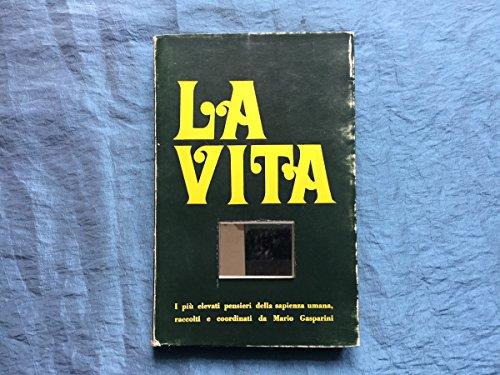 LA
VITA
I più elevati pensieri della sapienza umana,
raccolti e coordinati da Mario Gasparini